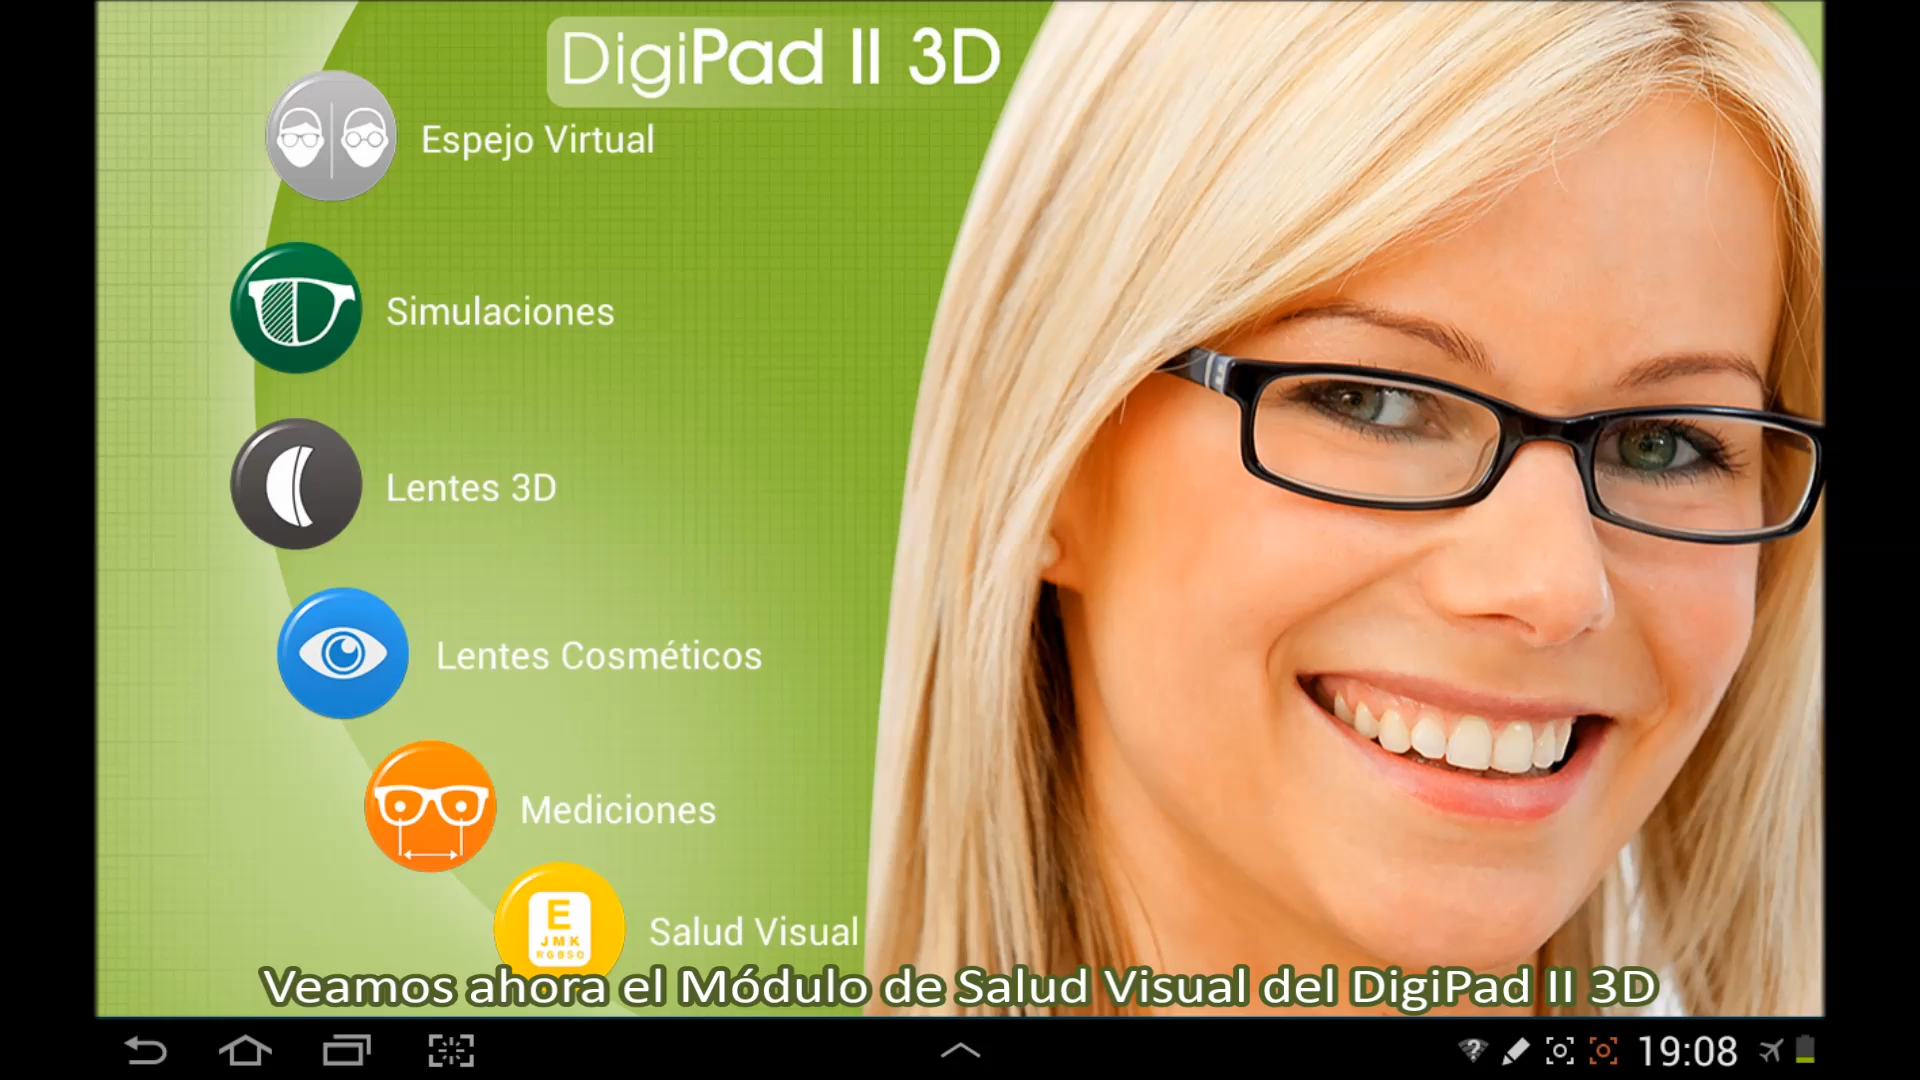 DigiPad II 3D
Espejo Virtual
Simulaciones
Lentes 3D
Lentes Cosméticos
Mediciones
E
JMK
RGBSO
Salud Visual
Veamos ahora el Módulo de Salud Visual del DigiPad II 3D
19:08